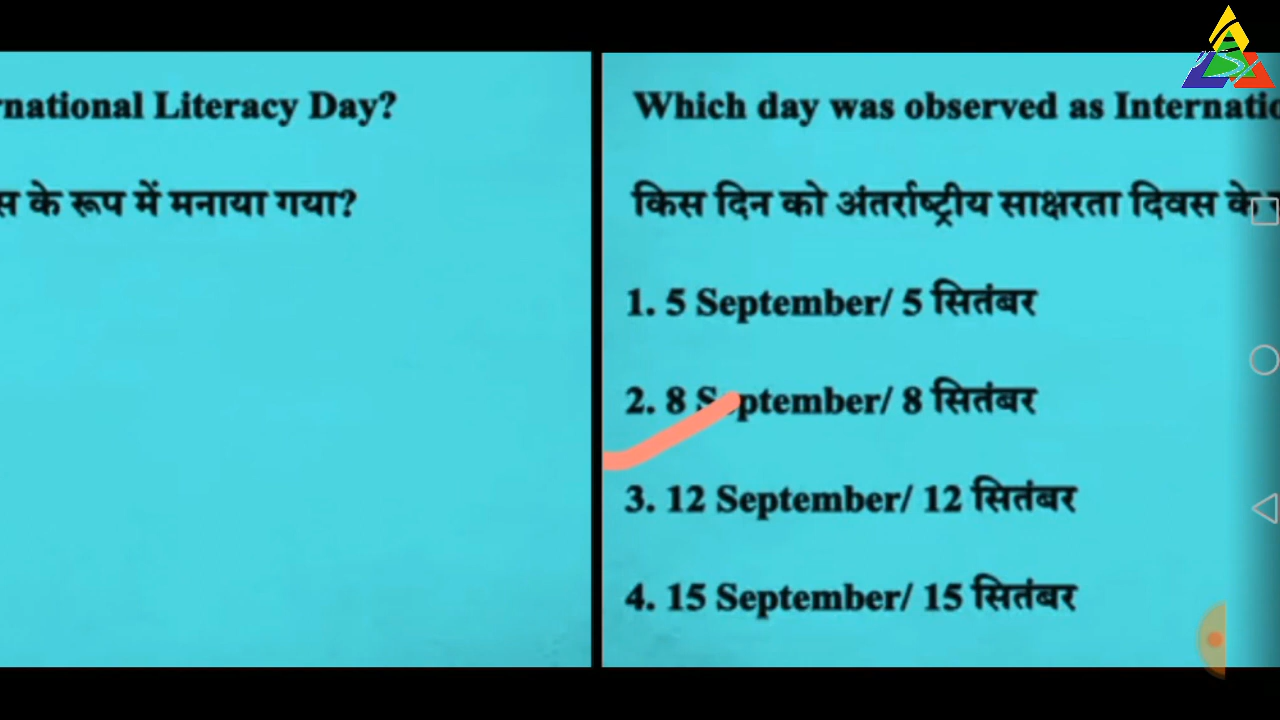 rnational Literacy Day?
स के रूप में मनाया गया?
Which day was observed as Internatio
किस दिन को अंतर्राष्ट्रीय साक्षरता दिवस के
1. 5 September/ 5 सितंबर
2. 8 September/ 8 सितंबर
3. 12 September/ 12 सितंबर
4. 15 September/ 15 सितंबर